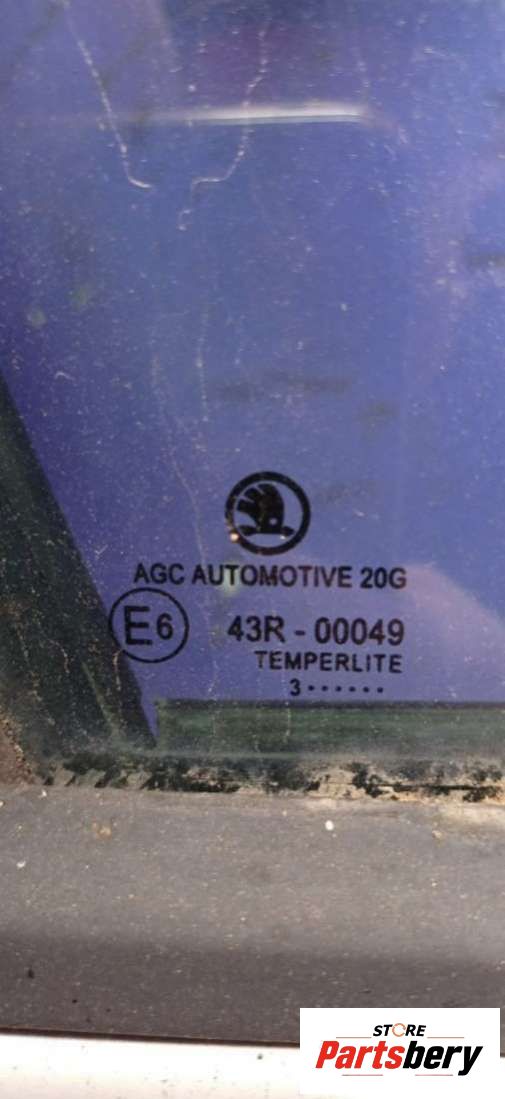 AGC AUTOMOTIVE 20G
E6 43R - 00049
TEMPERLITE
3 ······
STORE
Partsbery